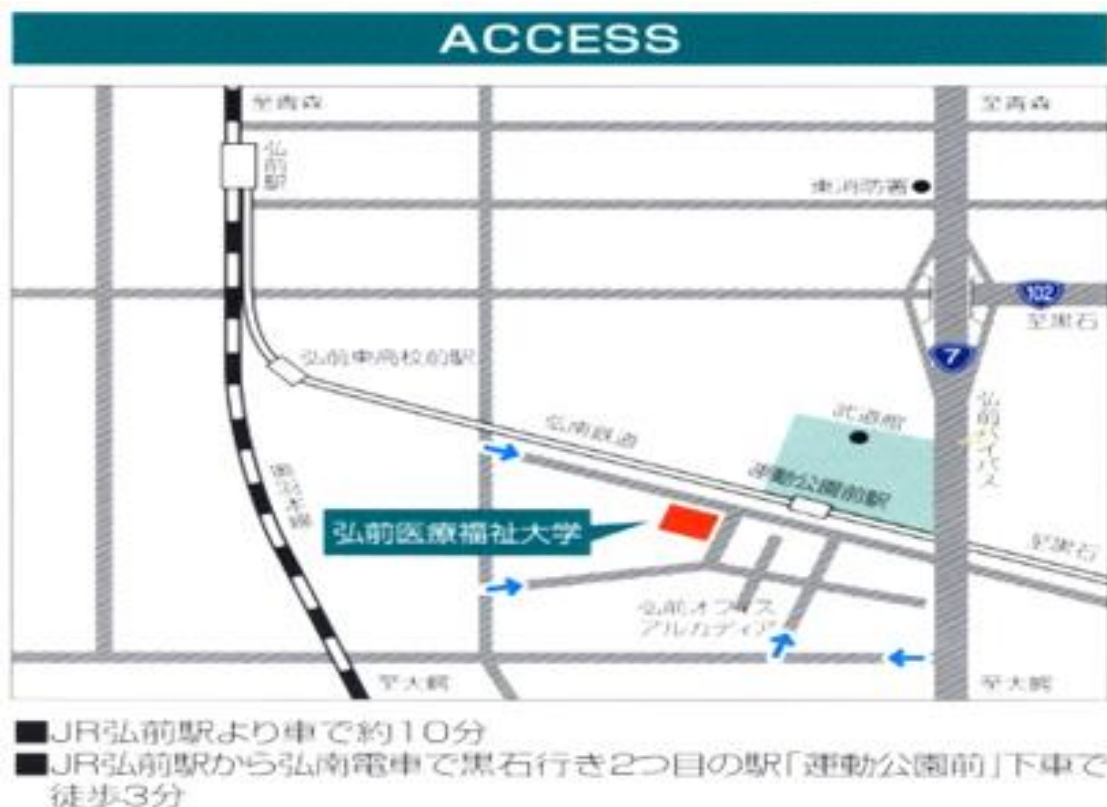 ACCESS
至青森
至青森
弘前駅
東消防署
102
至黒石
7
弘前東高校前駅
弘前バイパス
武道館
弘南鉄道
運動公園前駅
奥羽本線
弘前医療福祉大学
至黒石
弘前オフィス
アルカディア
至大鰐
至大鰐
■JR弘前駅より車で約10分
■JR弘前駅から弘南電車で黒石行き2つ目の駅「運動公園前」下車で
徒歩3分